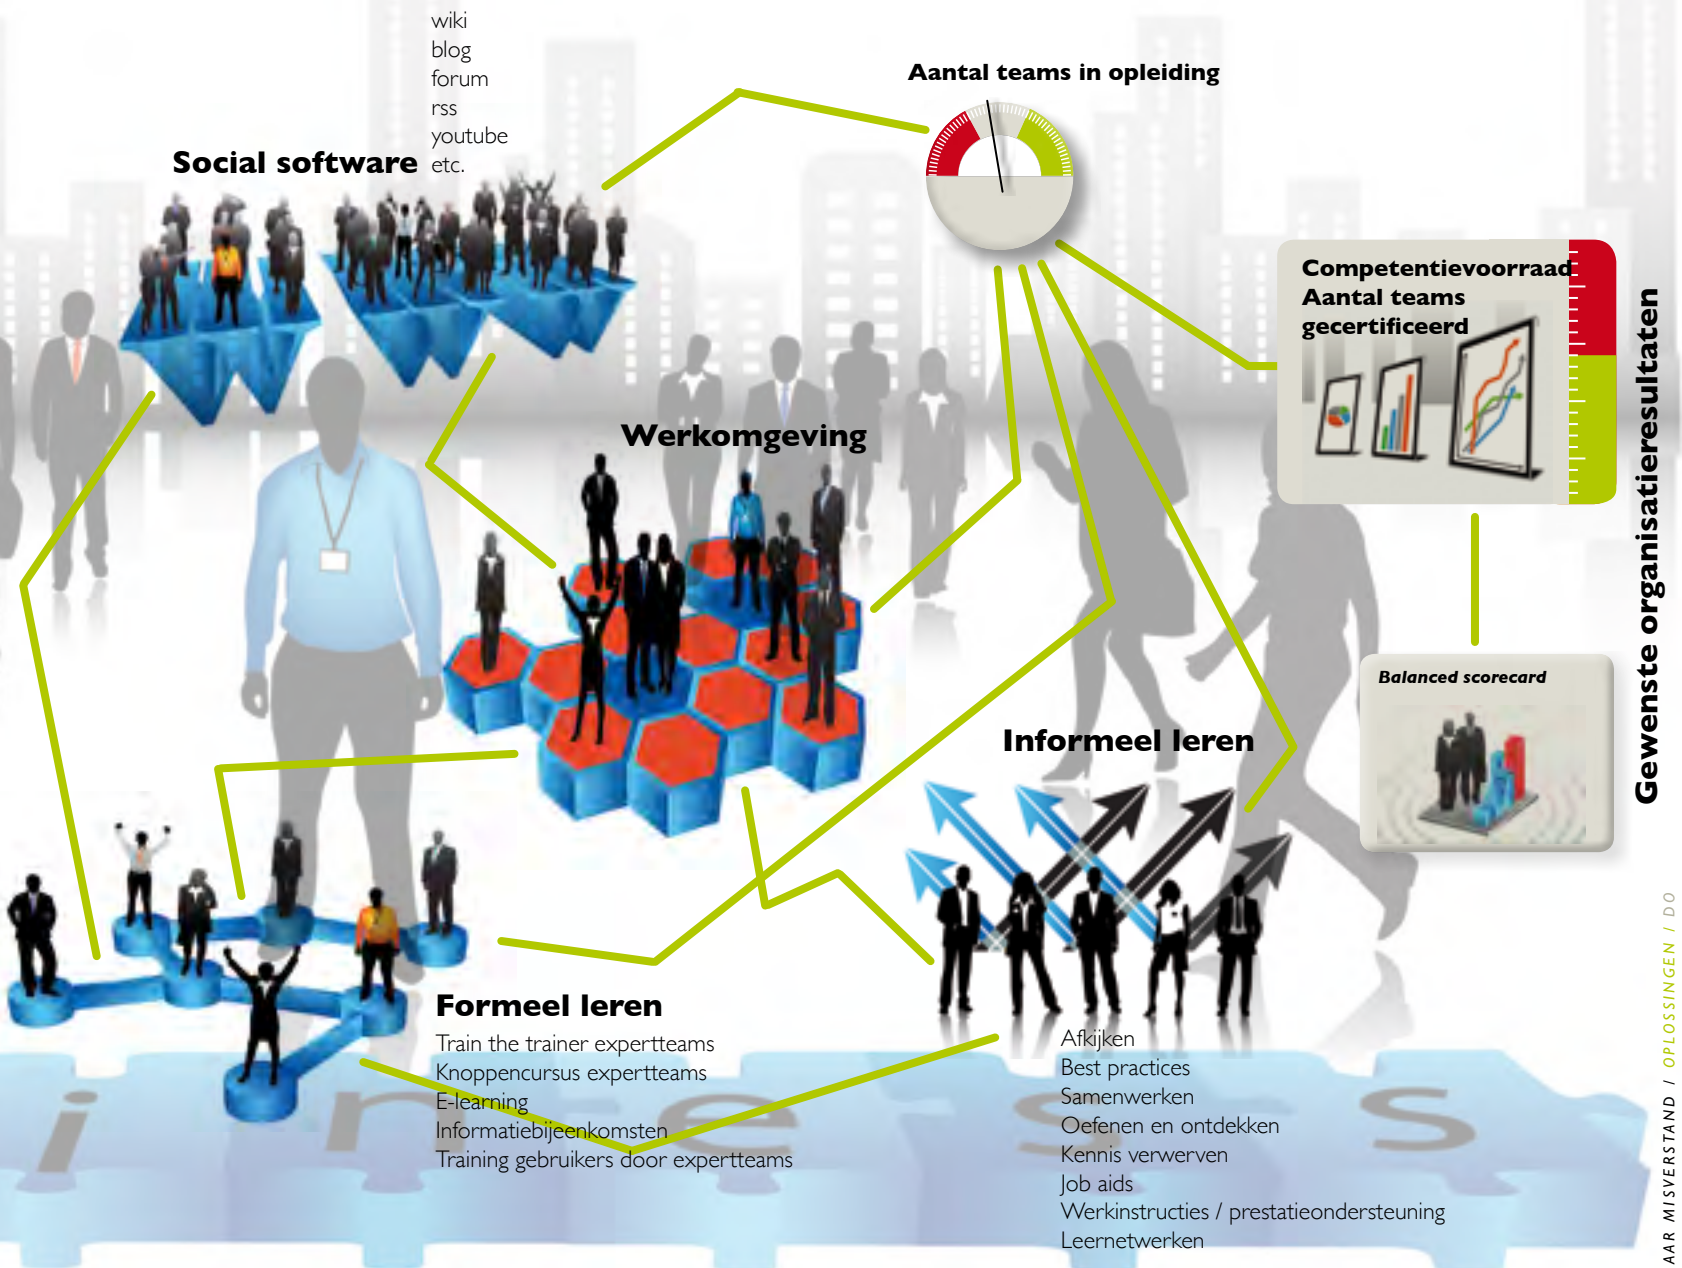 wiki
blog
forum
rss
youtube
etc.
Social software
Aantal teams in opleiding
Competentievoorraad
Aantal teams
gecertificeerd
Gewenste organisatieresultaten
Werkomgeving
Balanced scorecard
Informeel leren
Formeel leren
Train the trainer expertteams
Knoppencursus expertteams
E-learning
Informatiebijeenkomsten
Training gebruikers door expertteams
Afkijken
Best practices
Samenwerken
Oefenen en ontdekken
Kennis verwerven
Job aids
Werkinstructies / prestatieondersteuning
Leernetwerken
AAR MISVERSTAND / OPLOSSINGEN / DO
i n e s s